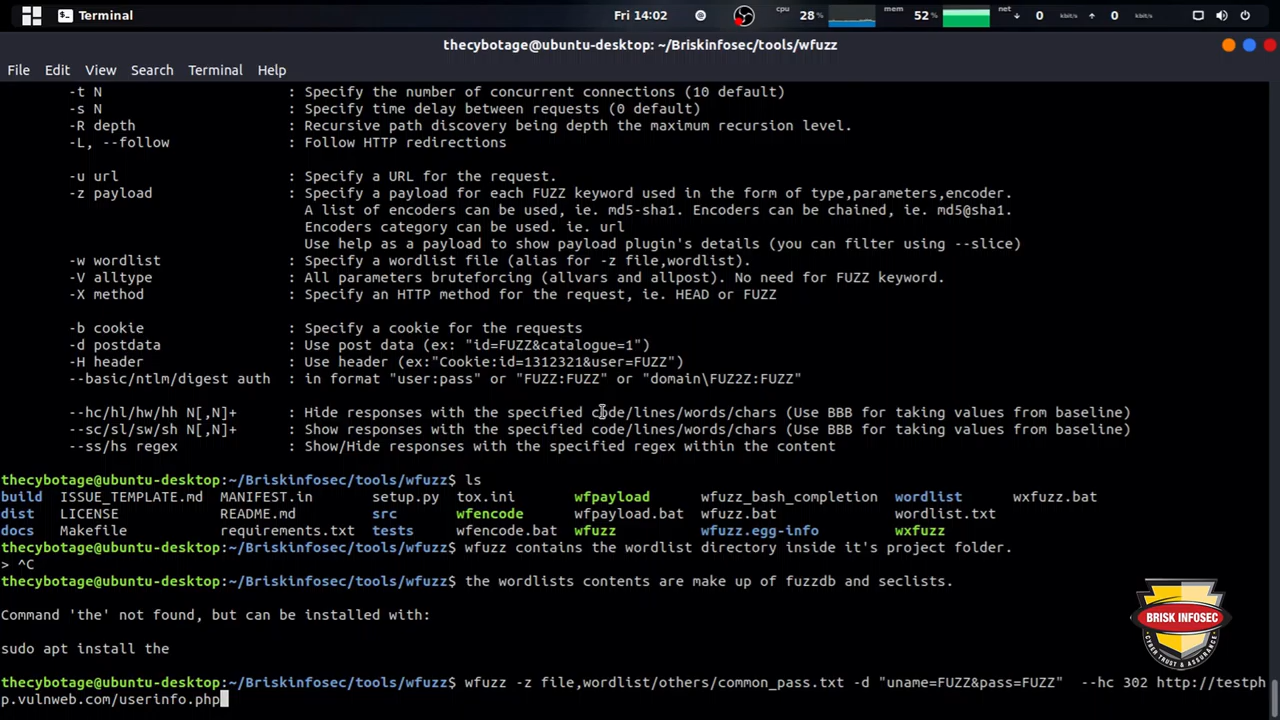 Terminal Fri 14:02 cpu 28% mem 52% net 0 kbit/s 0 kbit/s
thecybotage@ubuntu-desktop: ~/Briskinfosec/tools/wfuzz
File Edit View Search Terminal Help
-t N : Specify the number of concurrent connections (10 default)
-s N : Specify time delay between requests (0 default)
-R depth : Recursive path discovery being depth the maximum recursion level.
-L, --follow : Follow HTTP redirections
-u url : Specify a URL for the request.
-z payload : Specify a payload for each FUZZ keyword used in the form of type,parameters,encoder.
A list of encoders can be used, ie. md5-sha1. Encoders can be chained, ie. md5@sha1.
Encoders category can be used. ie. url
Use help as a payload to show payload plugin's details (you can filter using --slice)
-w wordlist : Specify a wordlist file (alias for -z file,wordlist).
-V alltype : All parameters bruteforcing (allvars and allpost). No need for FUZZ keyword.
-X method : Specify an HTTP method for the request, ie. HEAD or FUZZ
-b cookie : Specify a cookie for the requests
-d postdata : Use post data (ex: "id=FUZZ&catalogue=1")
-H header : Use header (ex:"Cookie:id=1312321&user=FUZZ")
--basic/ntlm/digest auth : in format "user:pass" or "FUZZ:FUZZ" or "domain\FUZ2Z:FUZZ"
--hc/hl/hw/hh N[,N]+ : Hide responses with the specified code/lines/words/chars (Use BBB for taking values from baseline)
--sc/sl/sw/sh N[,N]+ : Show responses with the specified code/lines/words/chars (Use BBB for taking values from baseline)
--ss/hs regex : Show/Hide responses with the specified regex within the content
thecybotage@ubuntu-desktop:~/Briskinfosec/tools/wfuzz$ ls
build ISSUE_TEMPLATE.md MANIFEST.in setup.py tox.ini wfpayload wfuzz_bash_completion wordlist wxfuzz.bat
dist LICENSE README.md src wfencode wfpayload.bat wfuzz.bat wordlist.txt
docs Makefile requirements.txt tests wfencode.bat wfuzz wfuzz.egg-info wxfuzz
thecybotage@ubuntu-desktop:~/Briskinfosec/tools/wfuzz$ wfuzz contains the wordlist directory inside it's project folder.
> ^C
thecybotage@ubuntu-desktop:~/Briskinfosec/tools/wfuzz$ the wordlists contents are make up of fuzzdb and seclists.
Command 'the' not found, but can be installed with:
sudo apt install the
thecybotage@ubuntu-desktop:~/Briskinfosec/tools/wfuzz$ wfuzz -z file,wordlist/others/common_pass.txt -d "uname=FUZZ&pass=FUZZ"  --hc 302 http://testph
p.vulnweb.com/userinfo.php
BRISK INFOSEC
CYBER TRUST & ASSURANCE